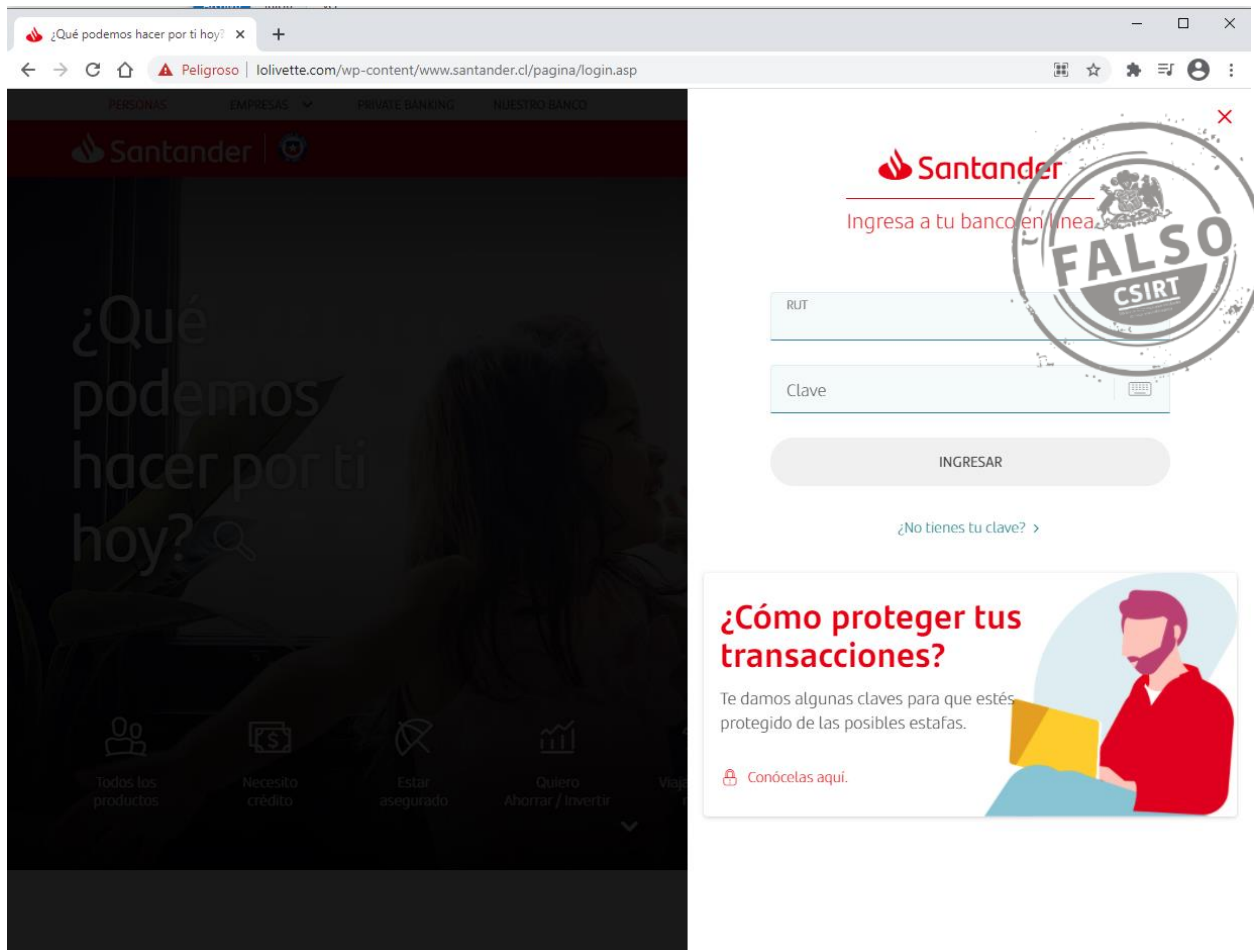 ¿Qué podemos hacer por ti hoy?
Peligroso
lolivette.com/wp-content/www.santander.cl/pagina/login.asp
PERSONAS
EMPRESAS
PRIVATE BANKING
NUESTRO BANCO
Santander
¿Qué
podemos
hacer por ti
hoy?
Todos los
productos
Necesito
crédito
Estar
asegurado
Quiero
Ahorrar / Invertir
Santander
Ingresa a tu banco en línea
FALSO
CSIRT
RUT
Clave
INGRESAR
¿No tienes tu clave? >
¿Cómo proteger tus
transacciones?
Te damos algunas claves para que estés
protegido de las posibles estafas.
Conócelas aquí.